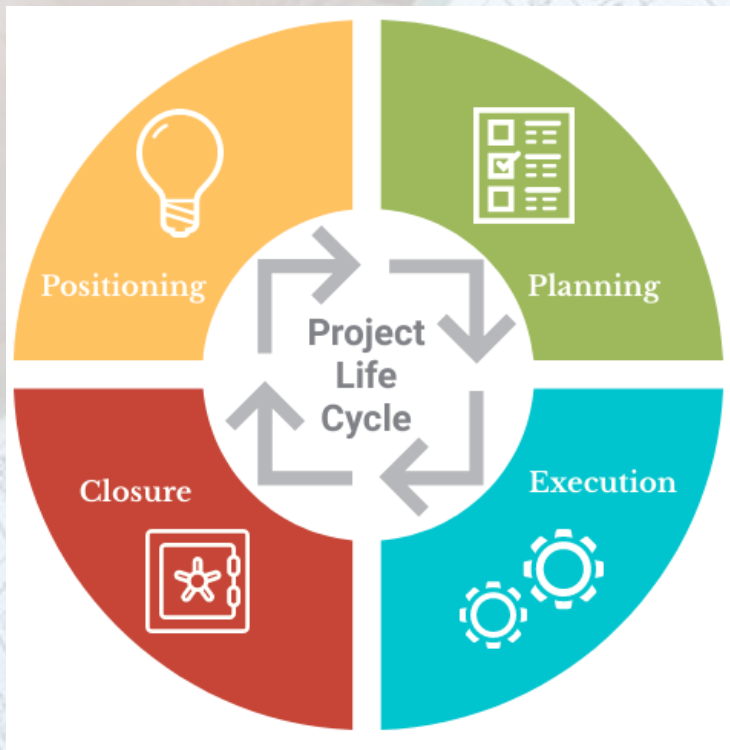 Positioning
Planning
Project
Life
Cycle
Closure
Execution